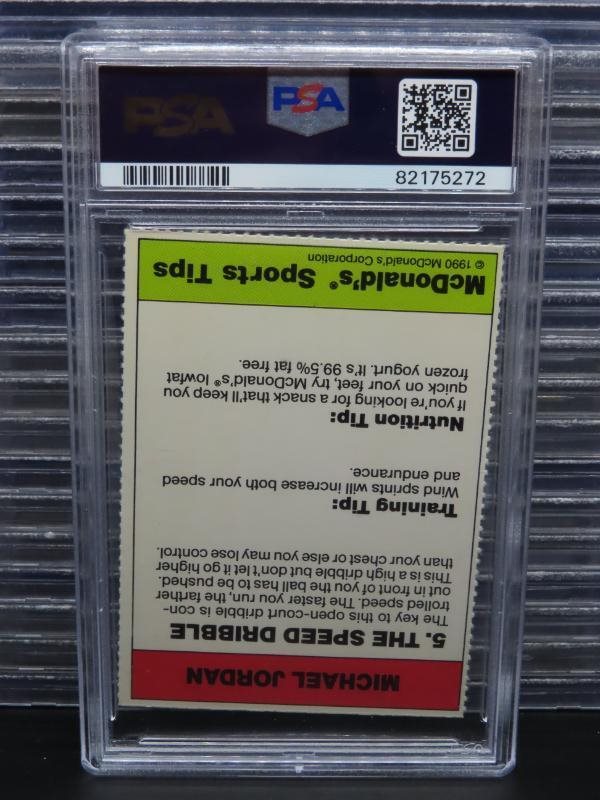 PSA
PSA
82175272
MICHAEL JORDAN
5. THE SPEED DRIBBLE
The key to this open-court dribble is con-
trolled speed. The faster you run, the farther
out in front of you the ball has to be pushed.
This is a high dribble but don't let it go higher
than your chest or else you may lose control.
Training Tip:
Wind sprints will increase both your speed
and endurance.
Nutrition Tip:
If you're looking for a snack that'll keep you
quick on your feet, try McDonald's® lowfat
frozen yogurt. It's 99.5% fat free.
McDonald's® Sports Tips
© 1990 McDonald's Corporation